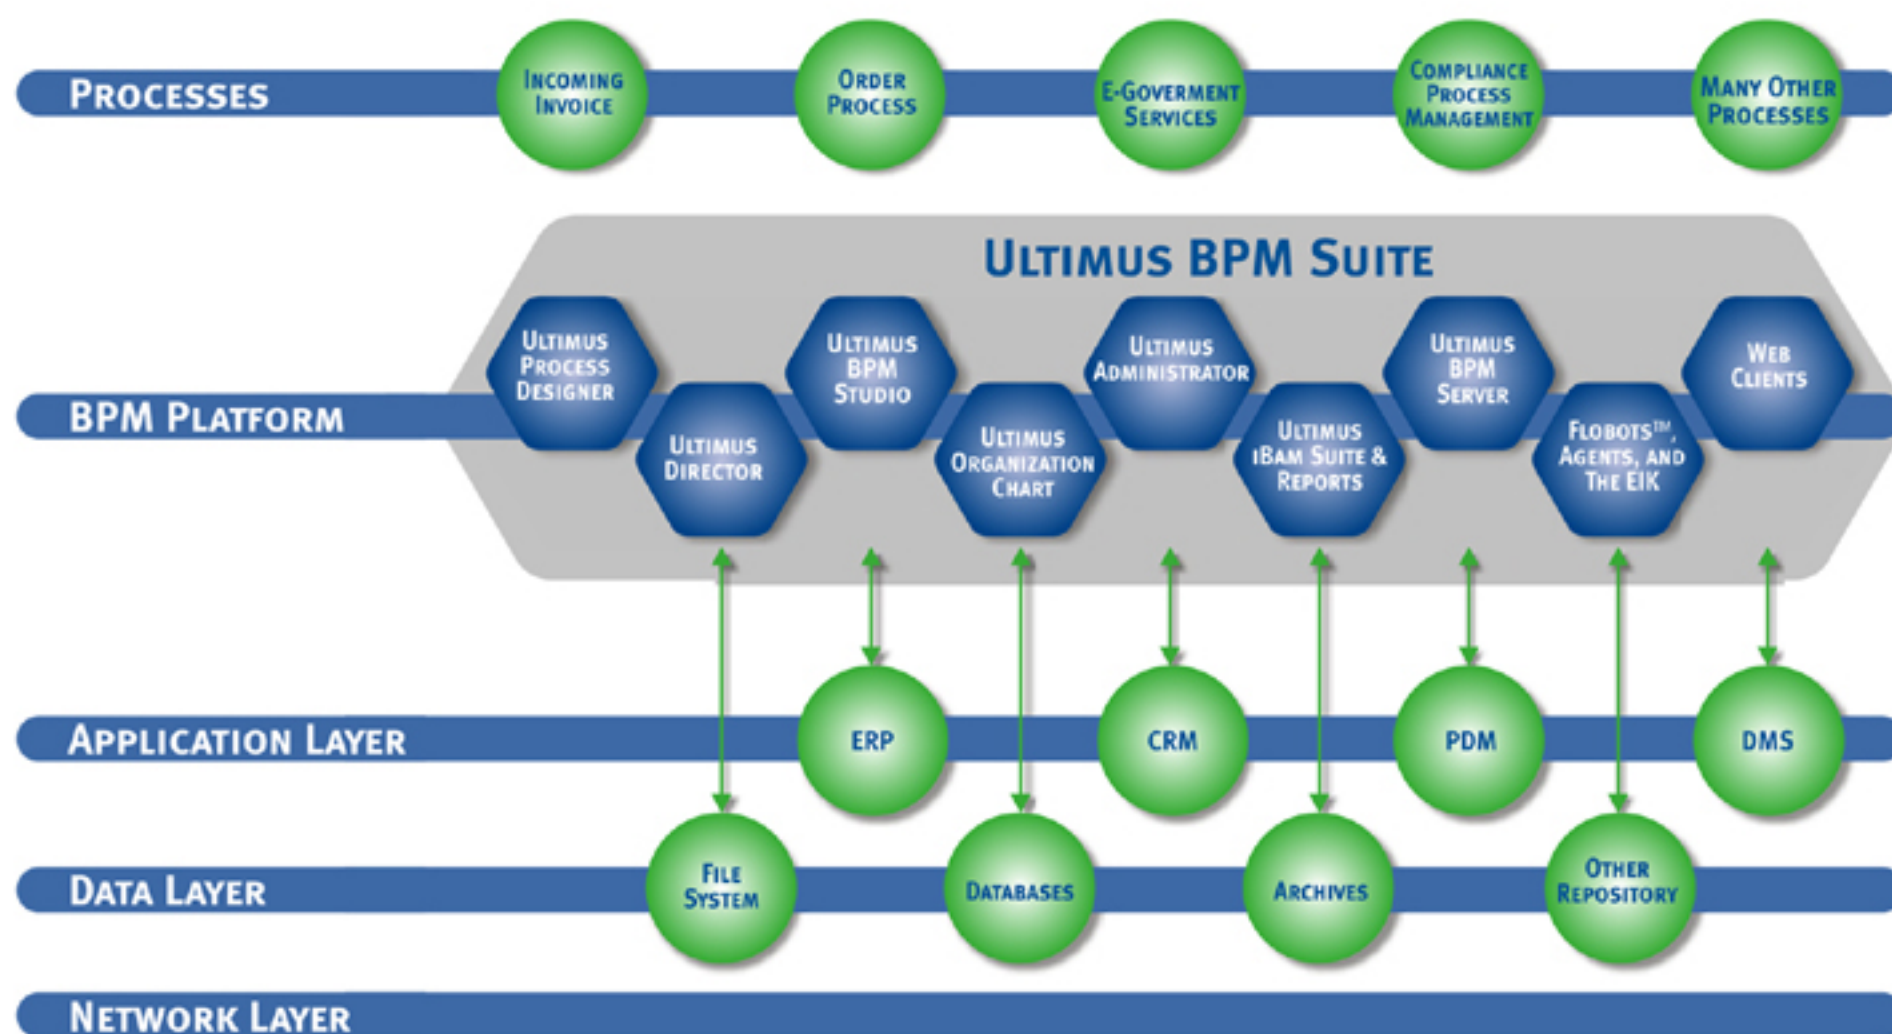 PROCESSES
INCOMING
INVOICE
ORDER
PROCESS
E-GOVERMENT
SERVICES
COMPLIANCE
PROCESS
MANAGEMENT
MANY OTHER
PROCESSES
ULTIMUS BPM SUITE
BPM PLATFORM
ULTIMUS
PROCESS
DESIGNER
ULTIMUS
DIRECTOR
ULTIMUS
BPM
STUDIO
ULTIMUS
ORGANIZATION
CHART
ULTIMUS
ADMINISTRATOR
ULTIMUS
IBAM SUITE &
REPORTS
ULTIMUS
BPM
SERVER
FLOBOTS™,
AGENTS, AND
THE EIK
WEB
CLIENTS
APPLICATION LAYER
ERP
CRM
PDM
DMS
DATA LAYER
FILE
SYSTEM
DATABASES
ARCHIVES
OTHER
REPOSITORY
NETWORK LAYER